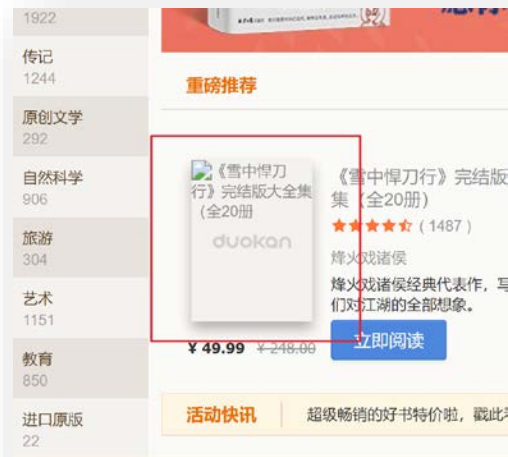 1922
传记
1244
原创文学
292
自然科学
906
旅游
304
艺术
1151
教育
850
进口原版
22
重磅推荐
《雪中悍刀
行》完结版大全集
（全20册
duokan
《雪中悍刀行》完结版
集（全20册）
( 1487 )
烽火戏诸侯
烽火戏诸侯经典代表作，写
们对江湖的全部想象。
¥ 49.99 ¥ 248.00
立即阅读
活动快讯 超级畅销的好书特价啦，戳此